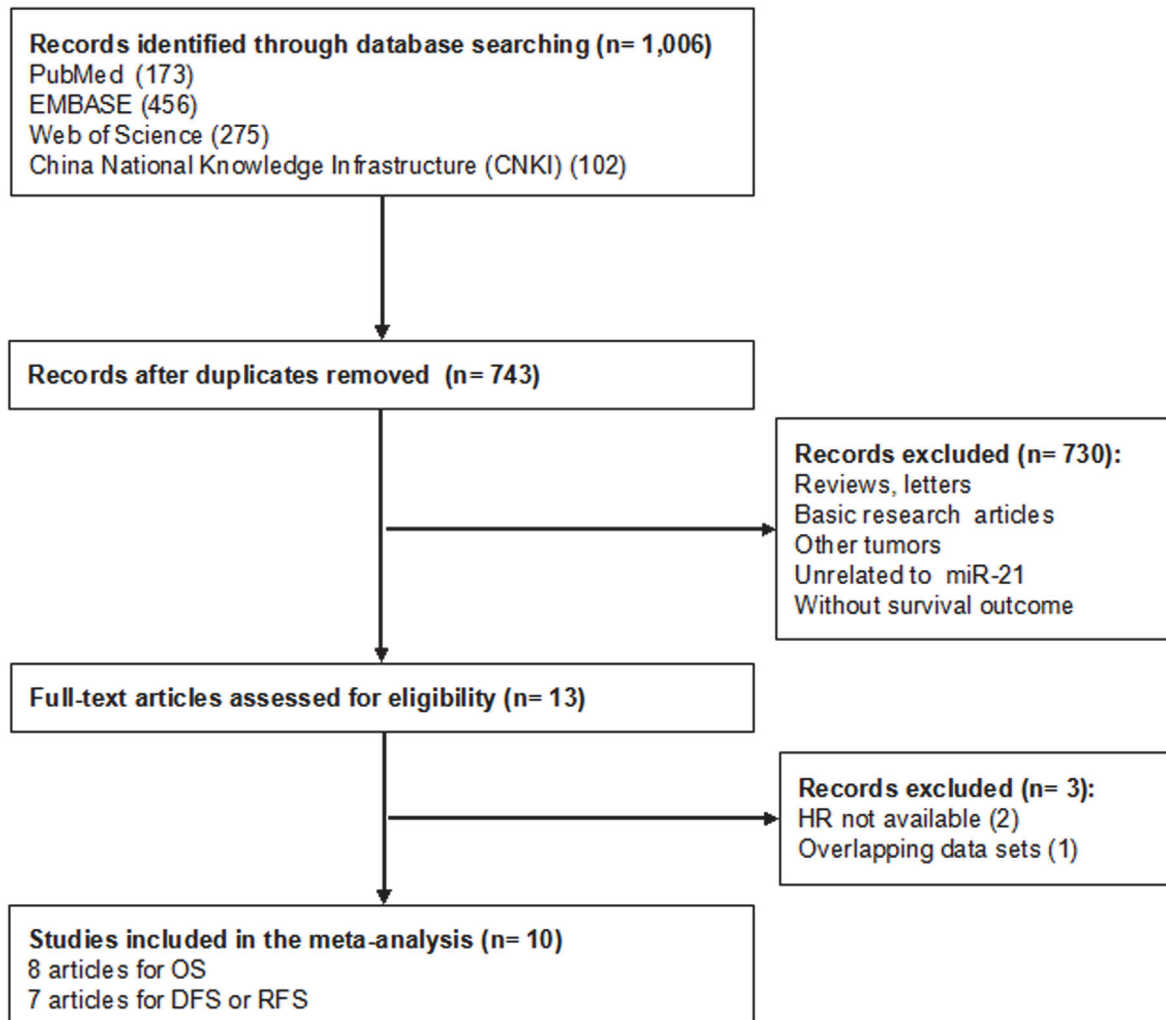 Records identified through database searching (n= 1,006)
PubMed (173)
EMBASE (456)
Web of Science (275)
China National Knowledge Infrastructure (CNKI) (102)
Records after duplicates removed (n= 743)
Records excluded (n= 730):
Reviews, letters
Basic research articles
Other tumors
Unrelated to miR-21
Without survival outcome
Full-text articles assessed for eligibility (n= 13)
Records excluded (n= 3):
HR not available (2)
Overlapping data sets (1)
Studies included in the meta-analysis (n= 10)
8 articles for OS
7 articles for DFS or RFS